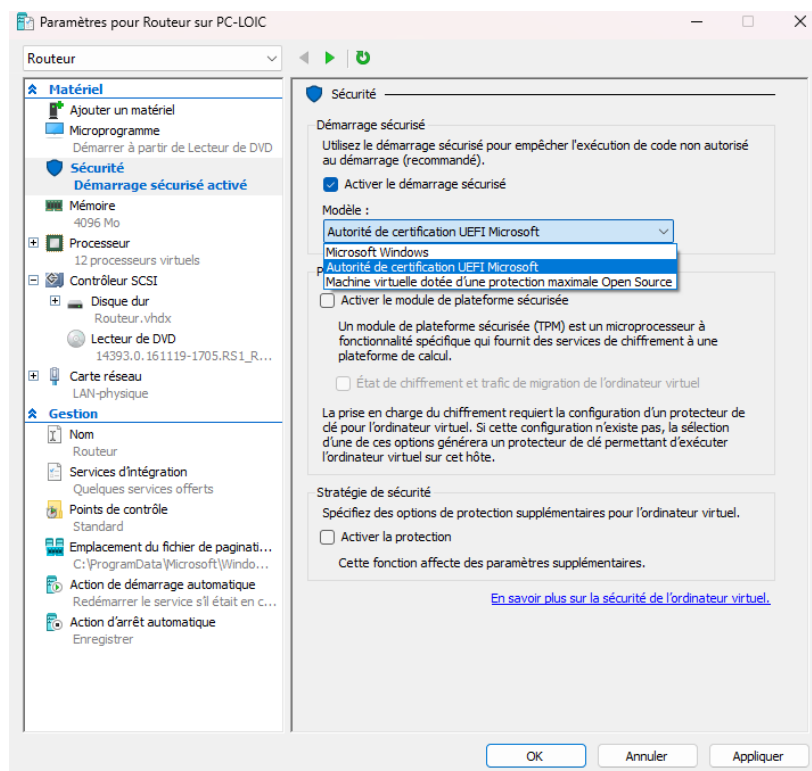 Paramètres pour Routeur sur PC-LOIC
Routeur
Matériel
Ajouter un matériel
Microprogramme
Démarrer à partir de Lecteur de DVD
Sécurité
Démarrage sécurisé activé
Mémoire
4096 Mo
Processeur
12 processeurs virtuels
Contrôleur SCSI
Disque dur
Routeur.vhdx
Lecteur de DVD
14393.0.161119-1705.RS1_R...
Carte réseau
LAN-physique
Gestion
Nom
Routeur
Services d'intégration
Quelques services offerts
Points de contrôle
Standard
Emplacement du fichier de paginati...
C:\ProgramData\Microsoft\Windo...
Action de démarrage automatique
Redémarrer le service s'il était en c...
Action d'arrêt automatique
Enregistrer
Sécurité
Démarrage sécurisé
Utilisez le démarrage sécurisé pour empêcher l'exécution de code non autorisé
au démarrage (recommandé).
Activer le démarrage sécurisé
Modèle :
Autorité de certification UEFI Microsoft
Microsoft Windows
Autorité de certification UEFI Microsoft
Machine virtuelle dotée d'une protection maximale Open Source
Activer le module de plateforme sécurisée
Un module de plateforme sécurisée (TPM) est un microprocesseur à
fonctionnalité spécifique qui fournit des services de chiffrement à une
plateforme de calcul.
État de chiffrement et trafic de migration de l'ordinateur virtuel
La prise en charge du chiffrement requiert la configuration d'un protecteur de
clé pour l'ordinateur virtuel. Si cette configuration n'existe pas, la sélection
d'une de ces options générera un protecteur de clé permettant d'exécuter
l'ordinateur virtuel sur cet hôte.
Stratégie de sécurité
Spécifiez des options de protection supplémentaires pour l'ordinateur virtuel.
Activer la protection
Cette fonction affecte des paramètres supplémentaires.
En savoir plus sur la sécurité de l'ordinateur virtuel.
OK
Annuler
Appliquer